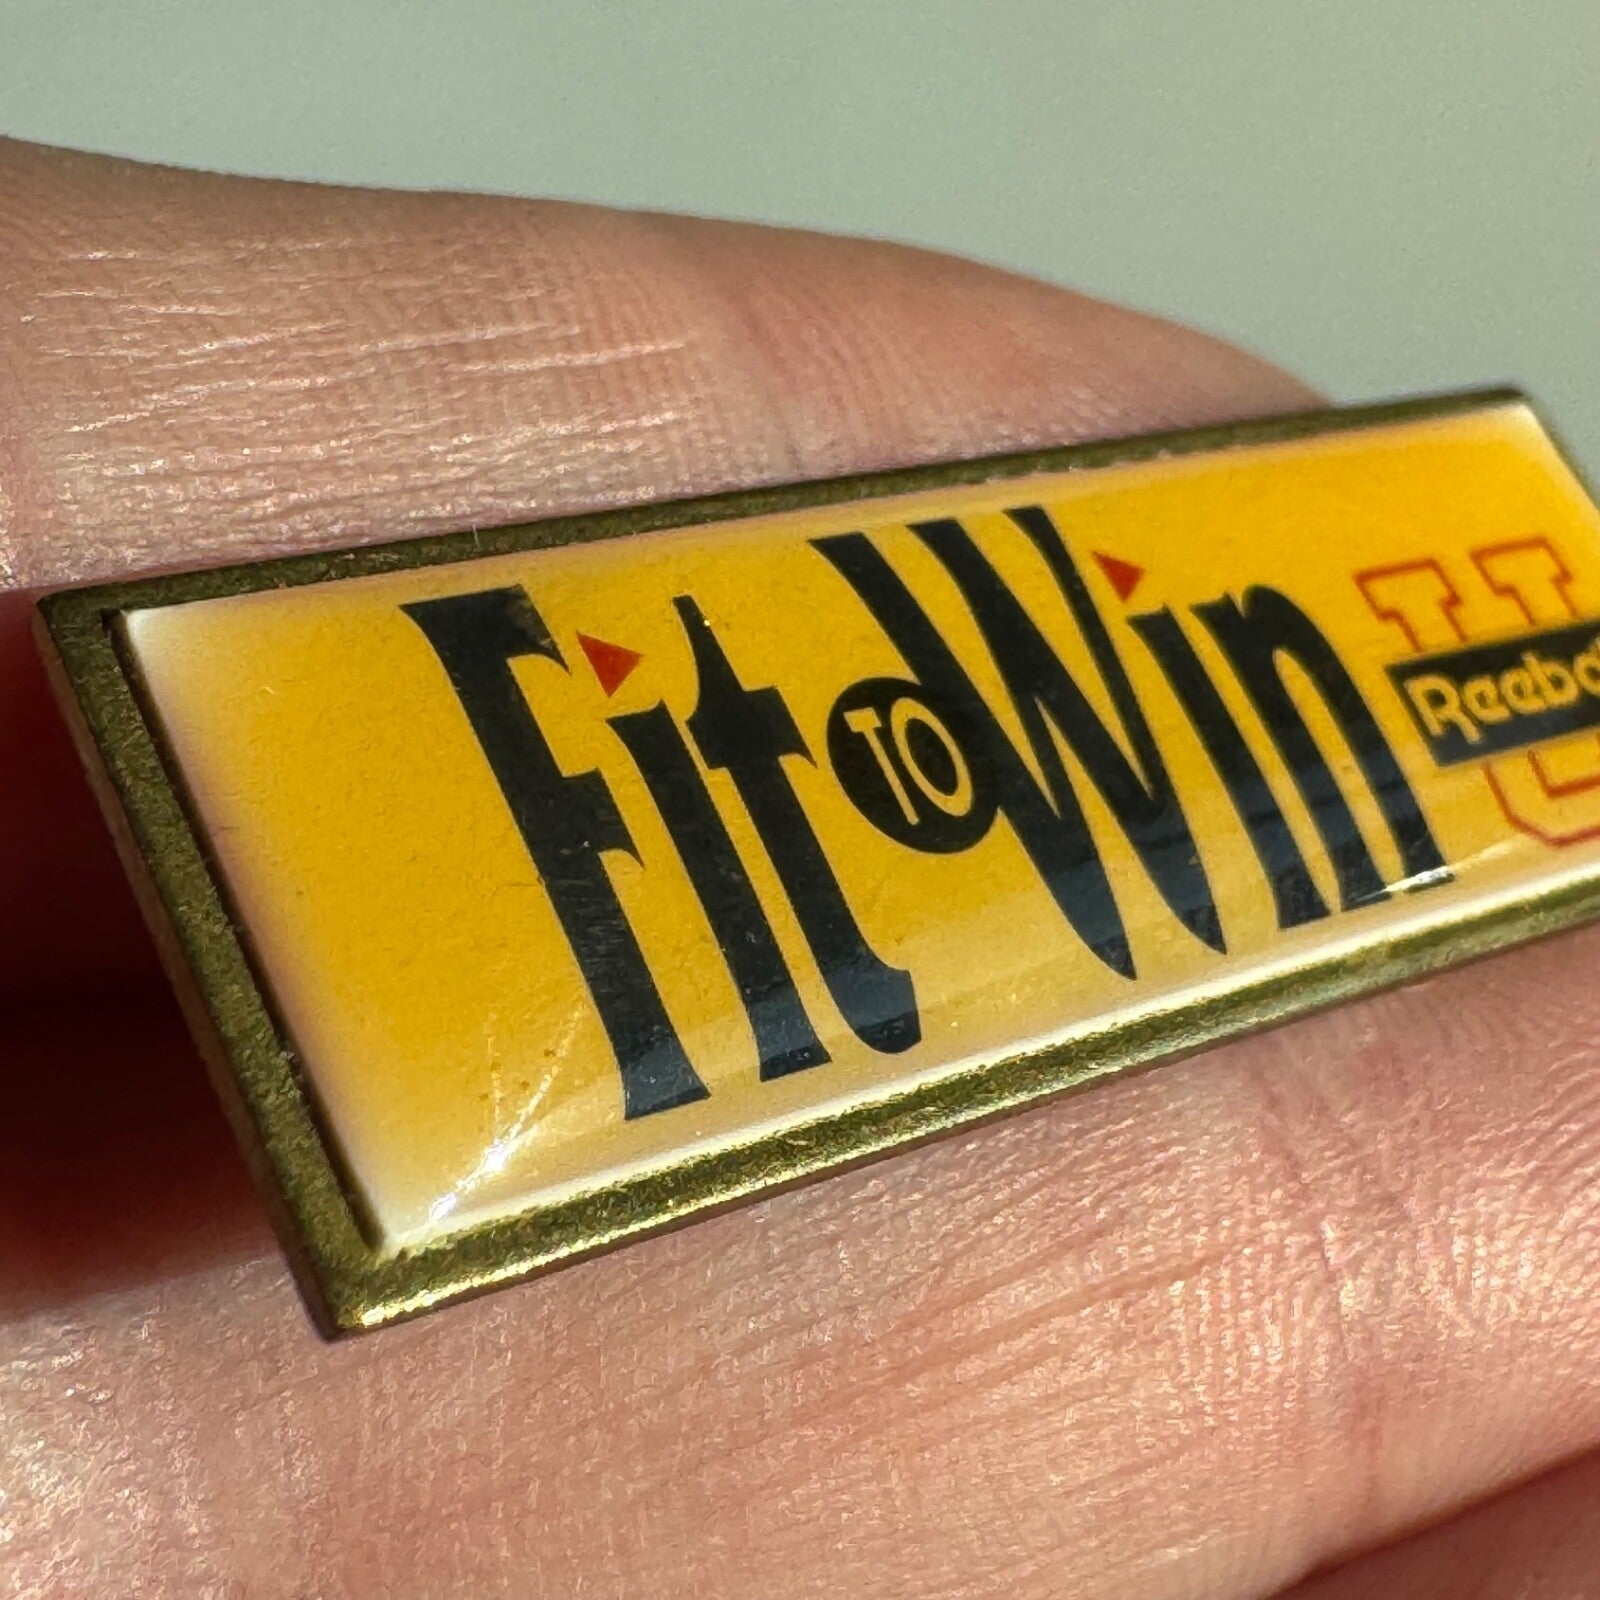 Fit TO Win
U
Reebo